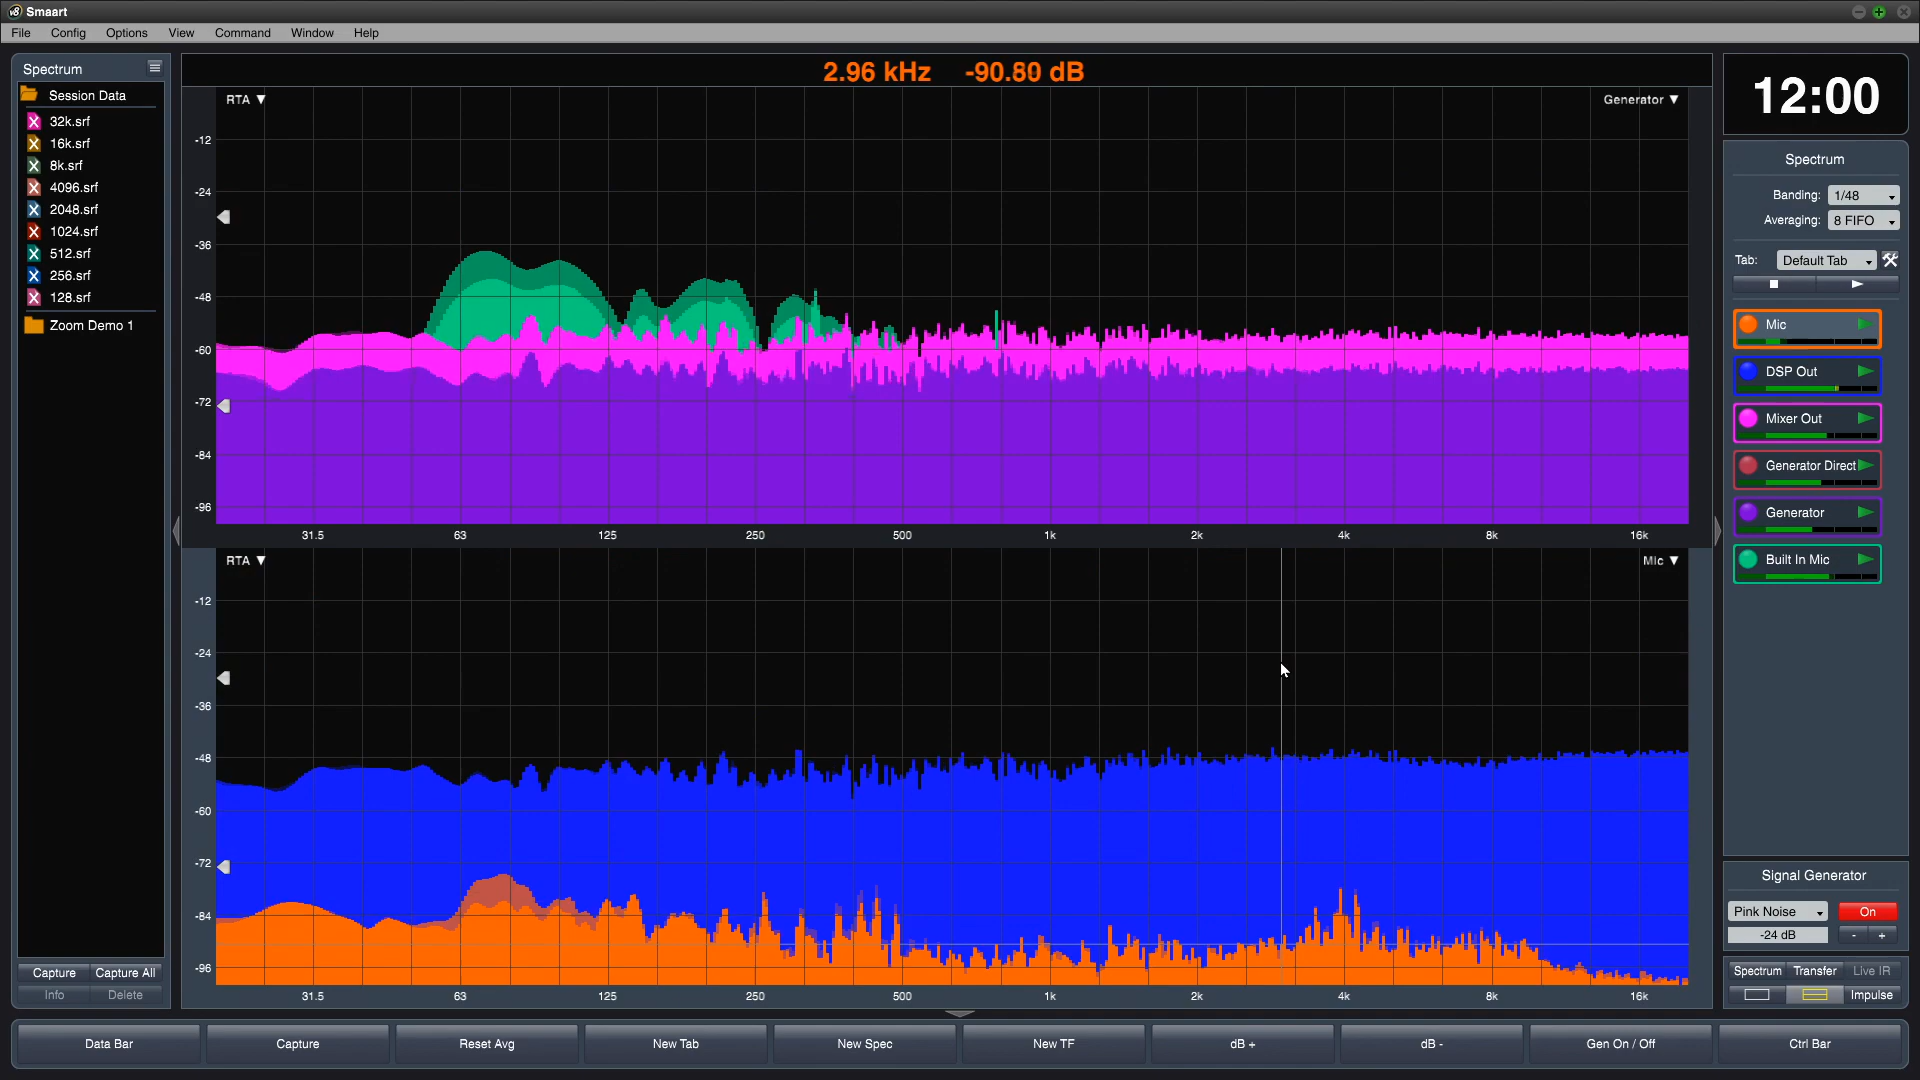 v8 Smaart
File Config Options View Command Window Help
Spectrum
Session Data
32k.srf
16k.srf
8k.srf
4096.srf
2048.srf
1024.srf
512.srf
256.srf
128.srf
Zoom Demo 1
Capture Capture All
Info Delete
2.96 kHz -90.80 dB
RTA ▼ Generator ▼
-12
-24
-36
-48
-60
-72
-84
-96
31.5 63 125 250 500 1k 2k 4k 8k 16k
RTA ▼ Mic ▼
-12
-24
-36
-48
-60
-72
-84
-96
31.5 63 125 250 500 1k 2k 4k 8k 16k
12:00
Spectrum
Banding: 1/48
Averaging: 8 FIFO
Tab: Default Tab
Mic
DSP Out
Mixer Out
Generator Direct
Generator
Built In Mic
Signal Generator
Pink Noise On
-24 dB - +
Spectrum Transfer Live IR
Impulse
Data Bar Capture Reset Avg New Tab New Spec New TF dB + dB - Gen On / Off Ctrl Bar